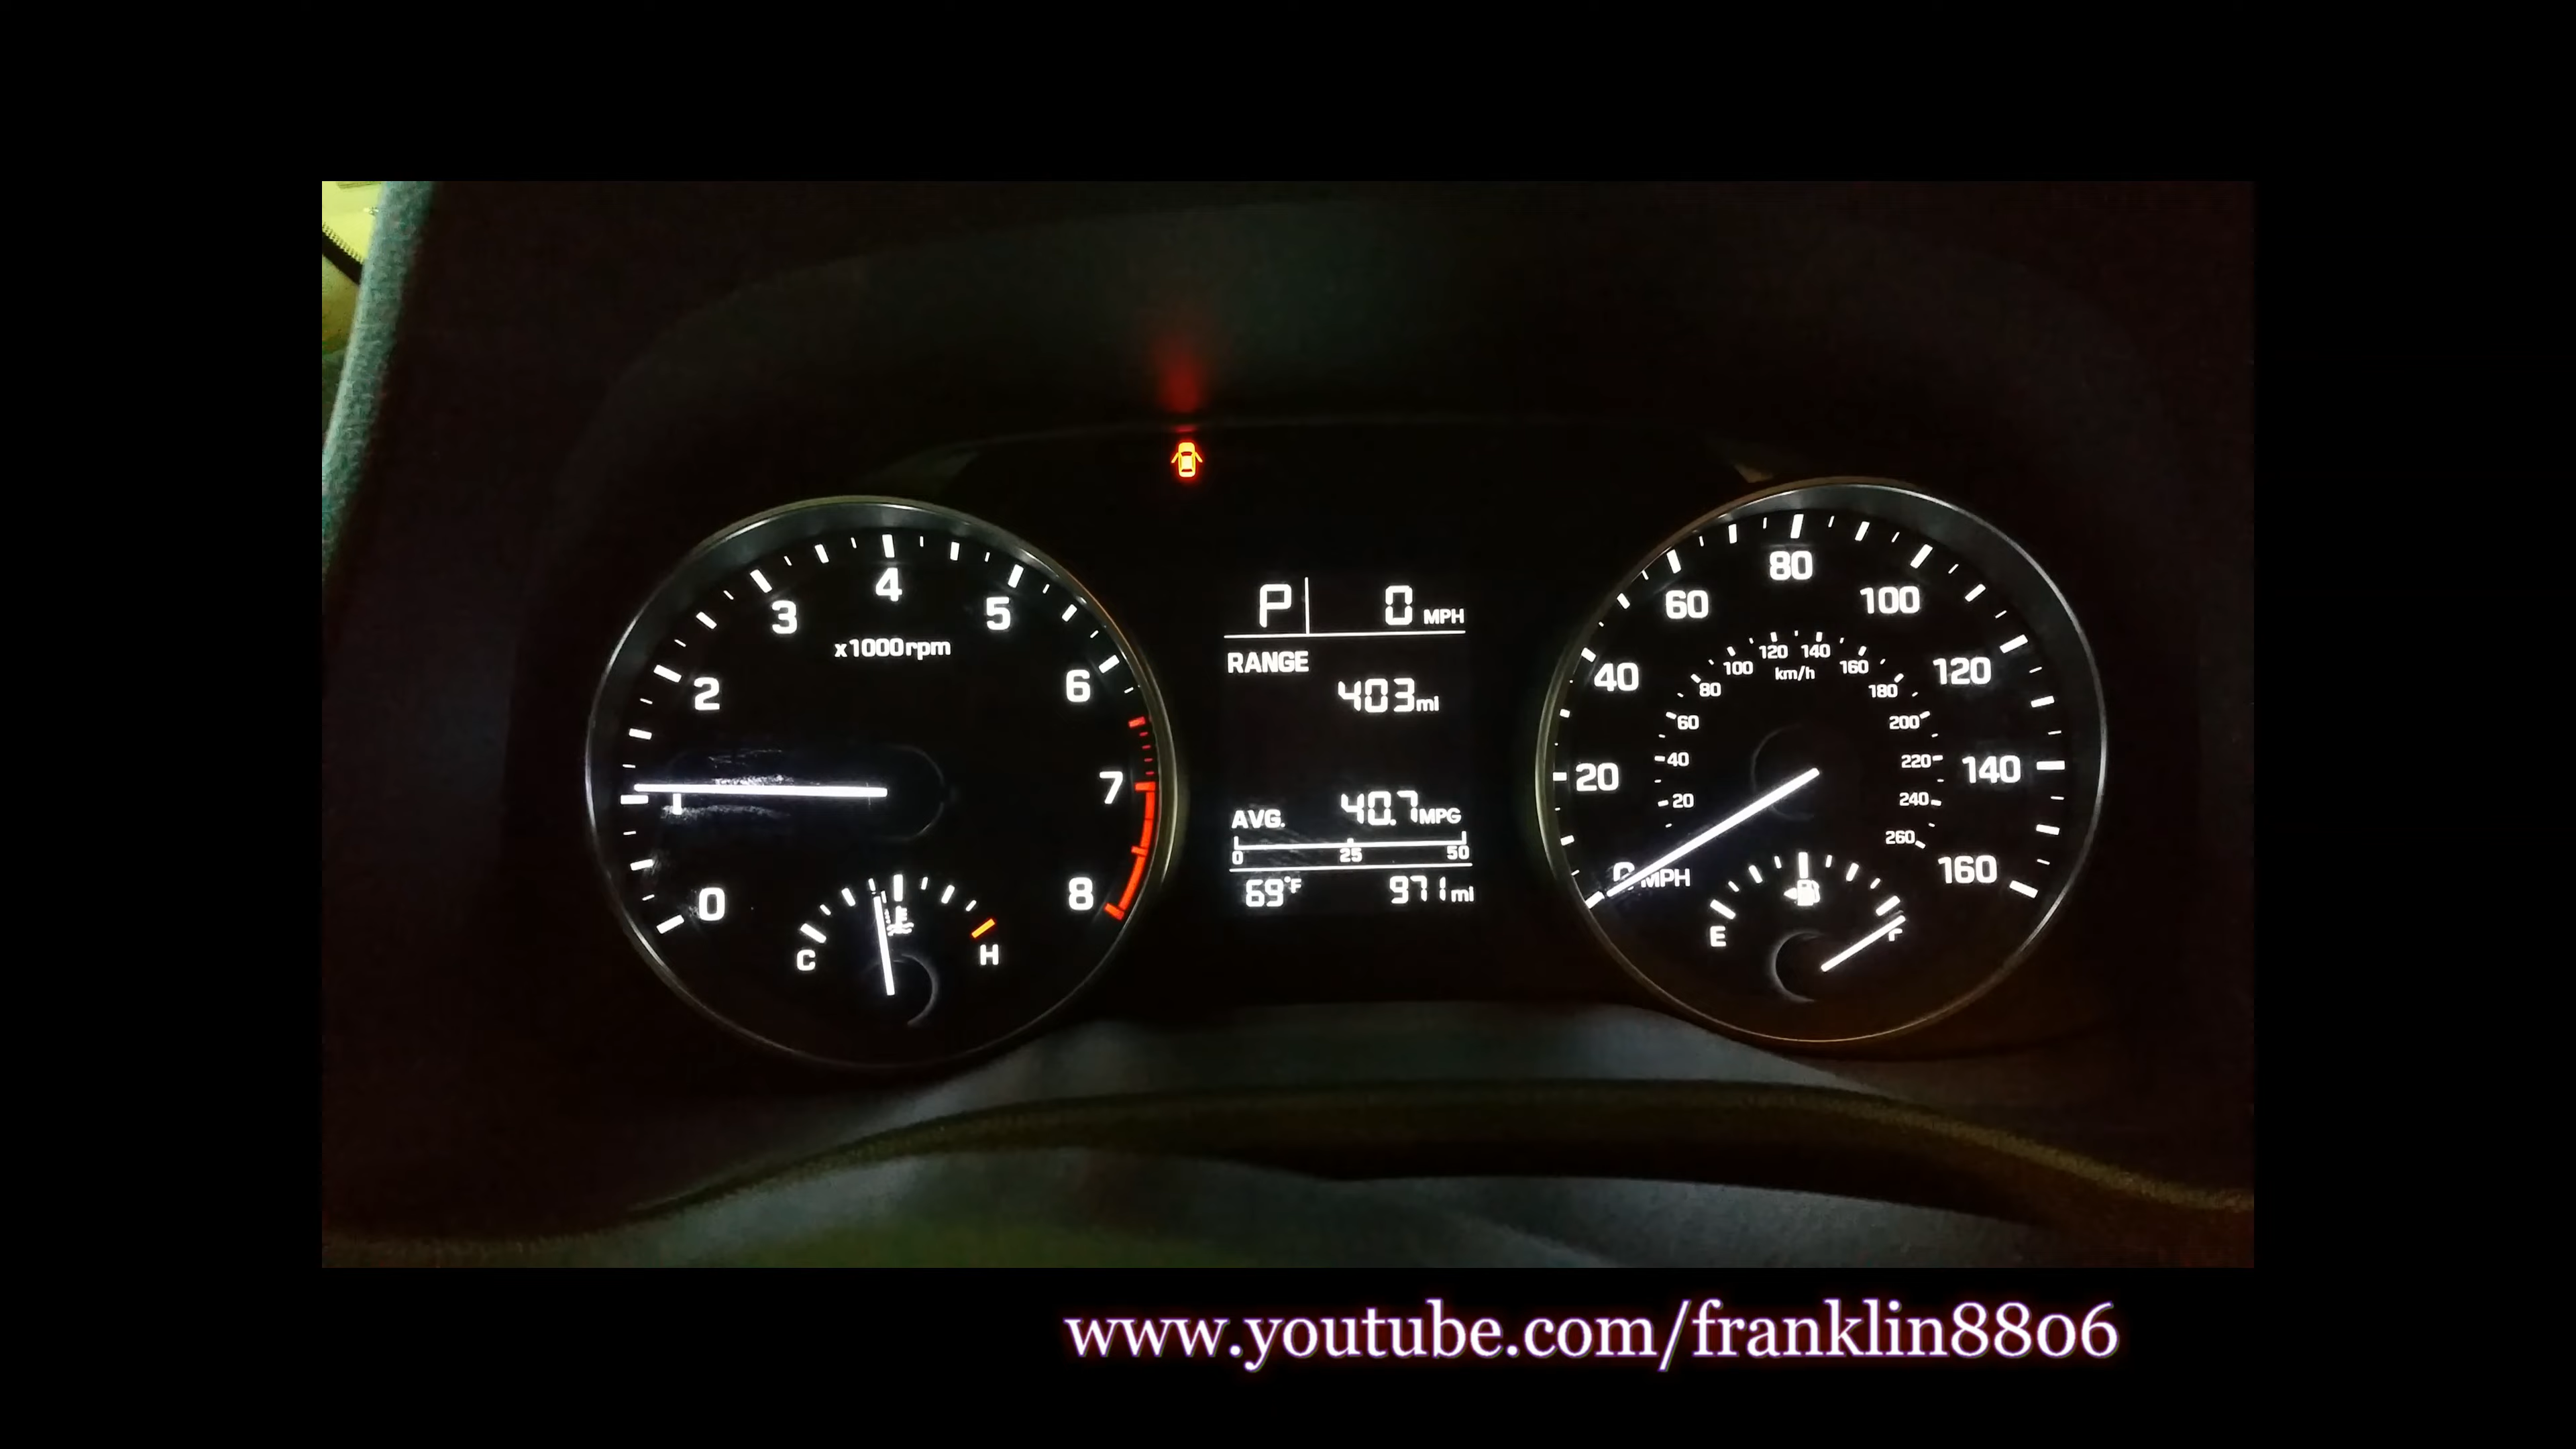 P 0 MPH
RANGE
403mi
AVG. 40.7MPG
0 25 50
69°F 971mi
0 1 2 3 4 5 6 7 8
x1000rpm
C H
0 20 40 60 80 100 120 140 160
MPH
20 40 60 80 100 120 140 160 180 200 220 240 260
km/h
E F
www.youtube.com/franklin8806